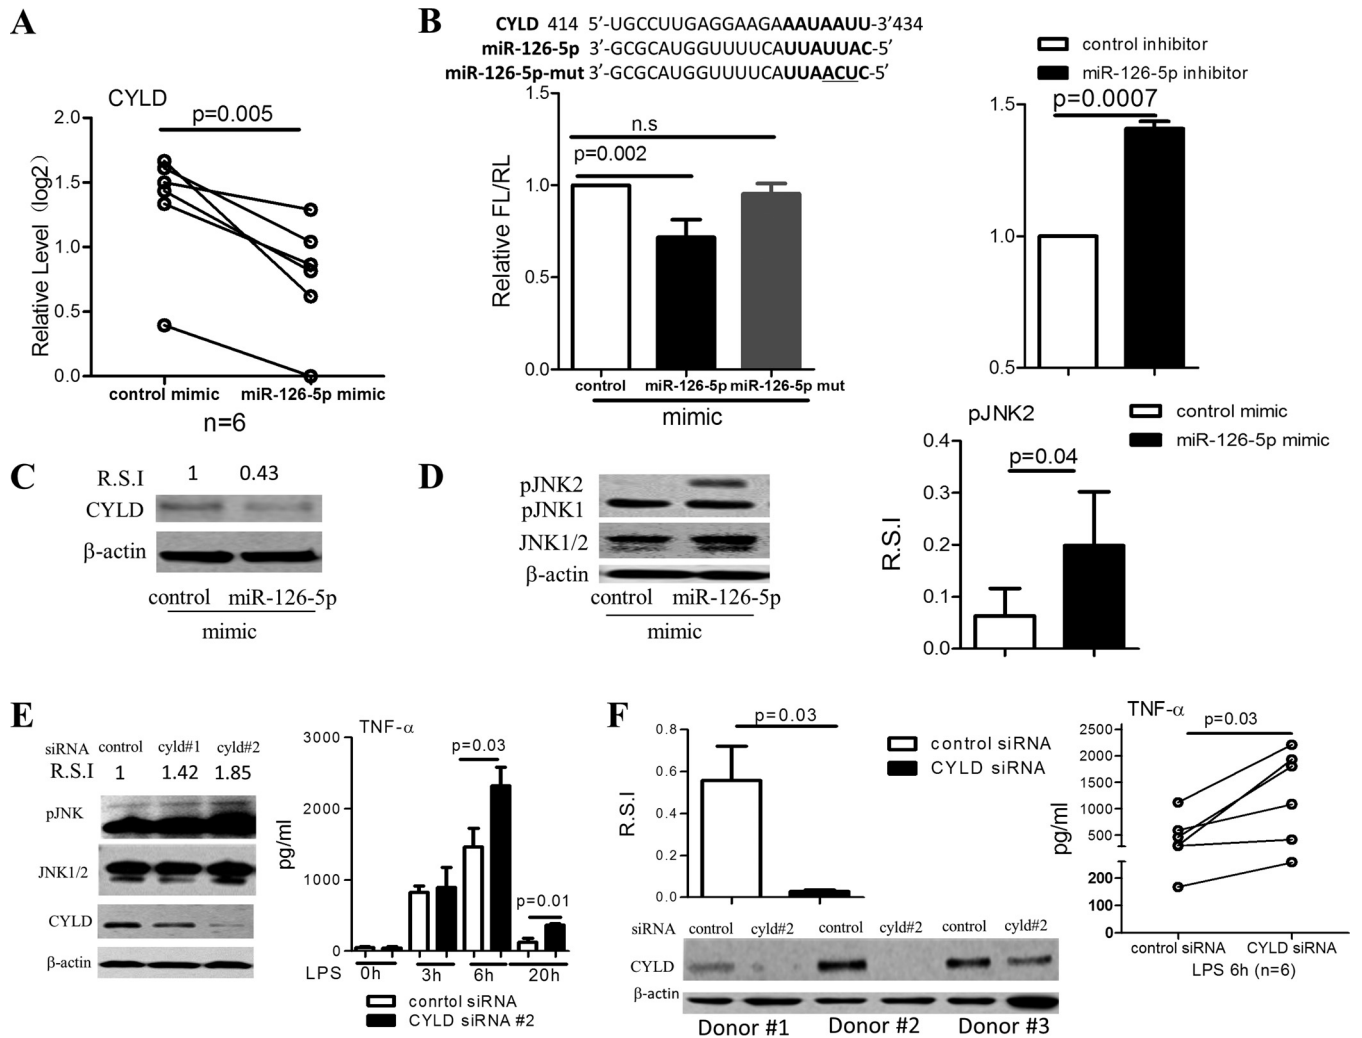 A
CYLD
p=0.005
2.0
1.5
1.0
0.5
0.0
Relative Level (log2)
control mimic miR-126-5p mimic
n=6
B
CYLD 414 5’-UGCCUUGAGGAAGAAAUAAUU-3’434
miR-126-5p 3’-GCGCAUGGUUUUCAUUAUUAC-5’
miR-126-5p-mut 3’-GCGCAUGGUUUUCAUUAACUC-5’
1.5
1.0
0.5
0.0
Relative FL/RL
n.s
p=0.002
control miR-126-5p miR-126-5p mut
mimic
control inhibitor
miR-126-5p inhibitor
p=0.0007
1.5
1.0
0.5
C
R.S.I 1 0.43
CYLD
β-actin
control miR-126-5p
mimic
D
pJNK2
pJNK1
JNK1/2
β-actin
control miR-126-5p
mimic
pJNK2
control mimic
miR-126-5p mimic
p=0.04
0.4
0.3
0.2
0.1
0.0
R.S.I
E
siRNA control cyld#1 cyld#2
R.S.I 1 1.42 1.85
pJNK
JNK1/2
CYLD
β-actin
TNF-α
3000
2000
1000
0
pg/ml
p=0.03
p=0.01
LPS 0h 3h 6h 20h
conrtol siRNA
CYLD siRNA #2
F
p=0.03
0.8
0.6
0.4
0.2
0.0
R.S.I
control siRNA
CYLD siRNA
siRNA control cyld#2 control cyld#2 control cyld#2
CYLD
β-actin
Donor #1 Donor #2 Donor #3
TNF-α
p=0.03
2500
2000
1500
1000
500
200
100
0
pg/ml
control siRNA CYLD siRNA
LPS 6h (n=6)